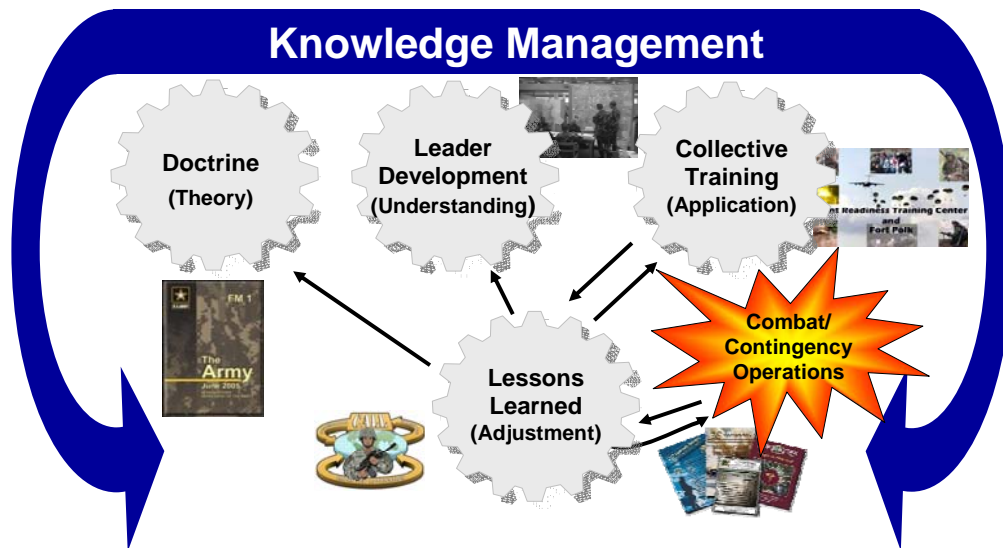 Knowledge Management
Doctrine
(Theory)
Leader
Development
(Understanding)
Collective
Training
(Application)
nt Readiness Training Center
and
Fort Polk
FM 1
The
Army
June 2005
Combat/
Contingency
Operations
Lessons
Learned
(Adjustment)